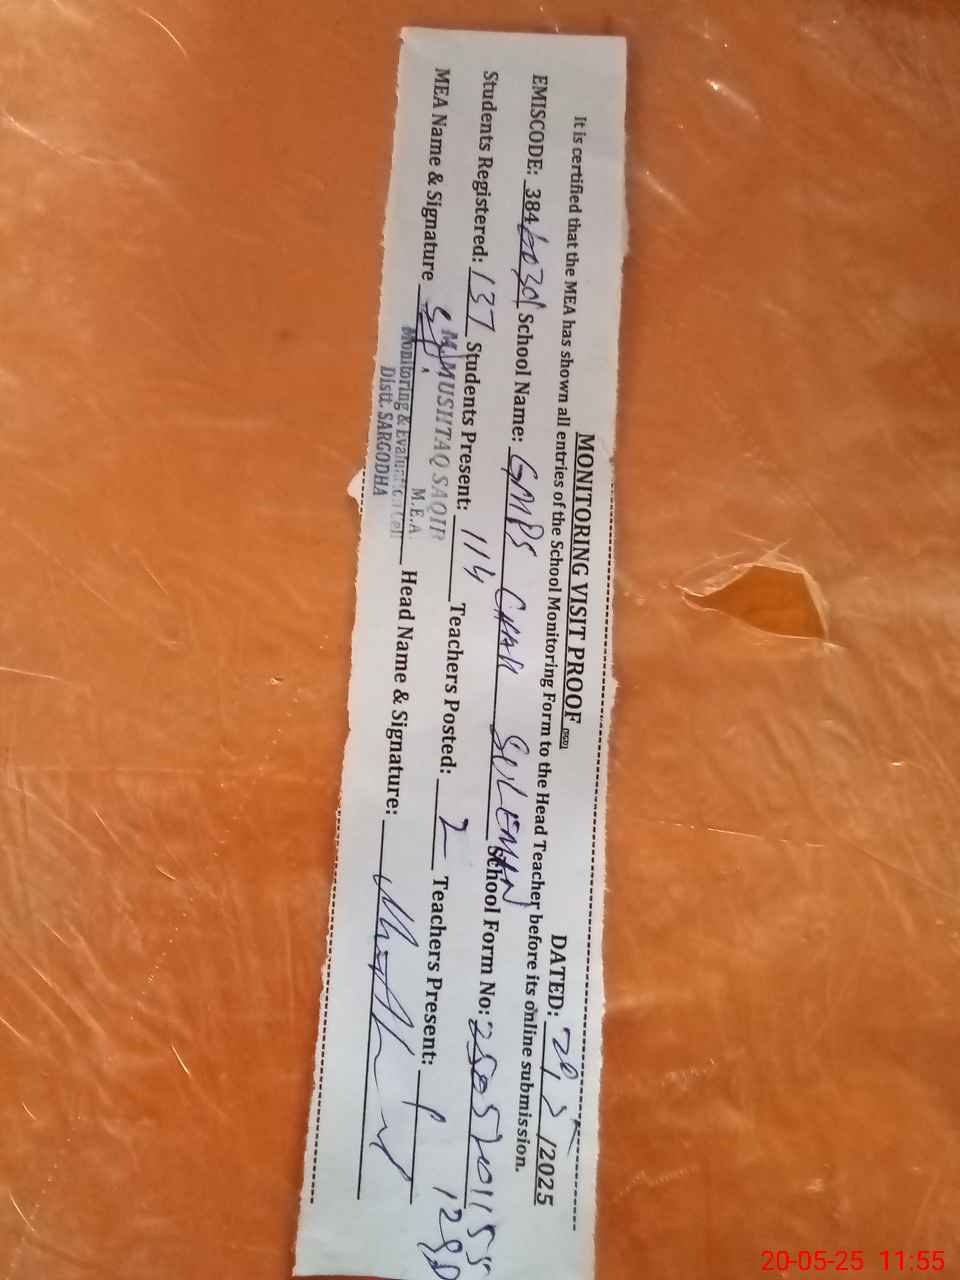 MONITORING VISIT PROOF (PSD) DATED: 20/5/2025
It is certified that the MEA has shown all entries of the School Monitoring Form to the Head Teacher before its online submission.
EMISCODE: 38460301 School Name: GMPS CHAH SULEMAN School Form No:
Students Registered: 137 Students Present: 114 Teachers Posted: 2 Teachers Present:
MEA Name & Signature M. MUSHTAQ SAQIB Head Name & Signature:
M.E.A.
Monitoring & Evaluation Cell
Distt. SARGODHA
20-05-25 11:55